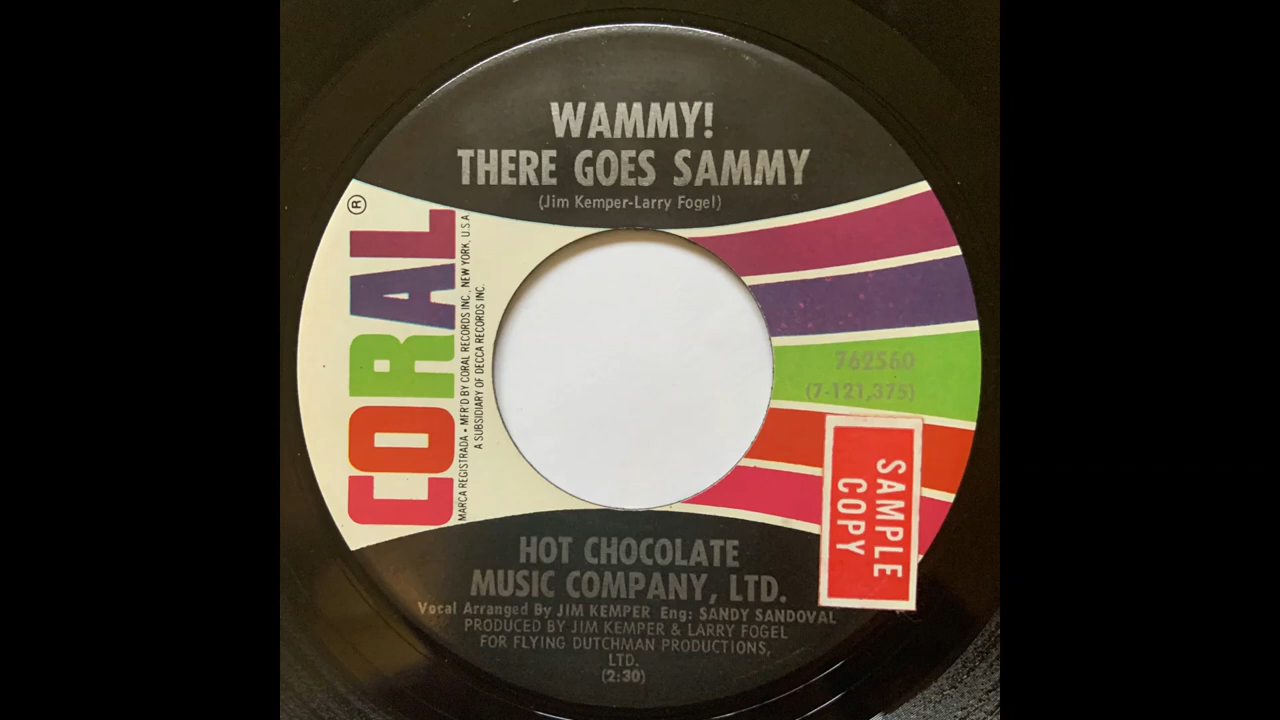 WAMMY!
THERE GOES SAMMY
(Jim Kemper-Larry Fogel)
®
CORAL
MARCA REGISTRADA • MFR'D BY CORAL RECORDS INC., NEW YORK, U.S.A.
A SUBSIDIARY OF DECCA RECORDS INC.
762560
(7-121,375)
SAMPLE
COPY
HOT CHOCOLATE
MUSIC COMPANY, LTD.
Vocal Arranged By JIM KEMPER Eng: SANDY SANDOVAL
PRODUCED BY JIM KEMPER & LARRY FOGEL
FOR FLYING DUTCHMAN PRODUCTIONS,
LTD.
(2:30)